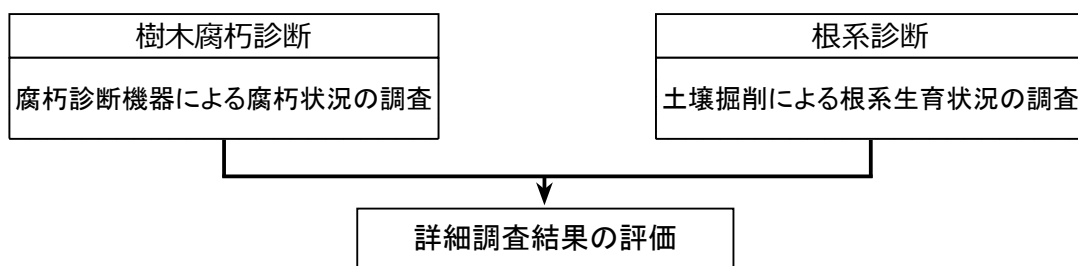 樹木腐朽診断
腐朽診断機器による腐朽状況の調査
根系診断
土壌掘削による根系生育状況の調査
詳細調査結果の評価